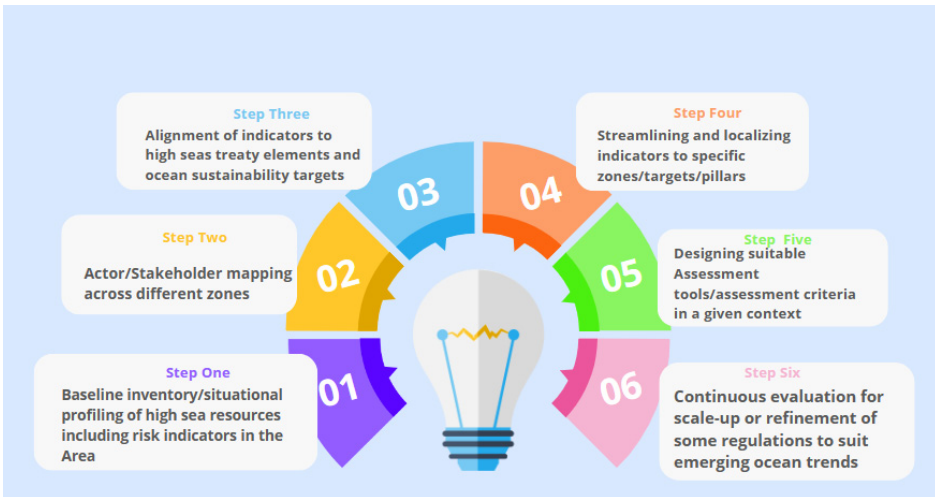 Step One
Baseline inventory/situational
profiling of high sea resources
including risk indicators in the
Area
01
Step Two
Actor/Stakeholder mapping
across different zones
02
Step Three
Alignment of indicators to
high seas treaty elements and
ocean sustainability targets
03
Step Four
Streamlining and localizing
indicators to specific
zones/targets/pillars
04
Step Five
Designing suitable
Assessment
tools/assessment criteria
in a given context
05
Step Six
Continuous evaluation for
scale-up or refinement of
some regulations to suit
emerging ocean trends
06